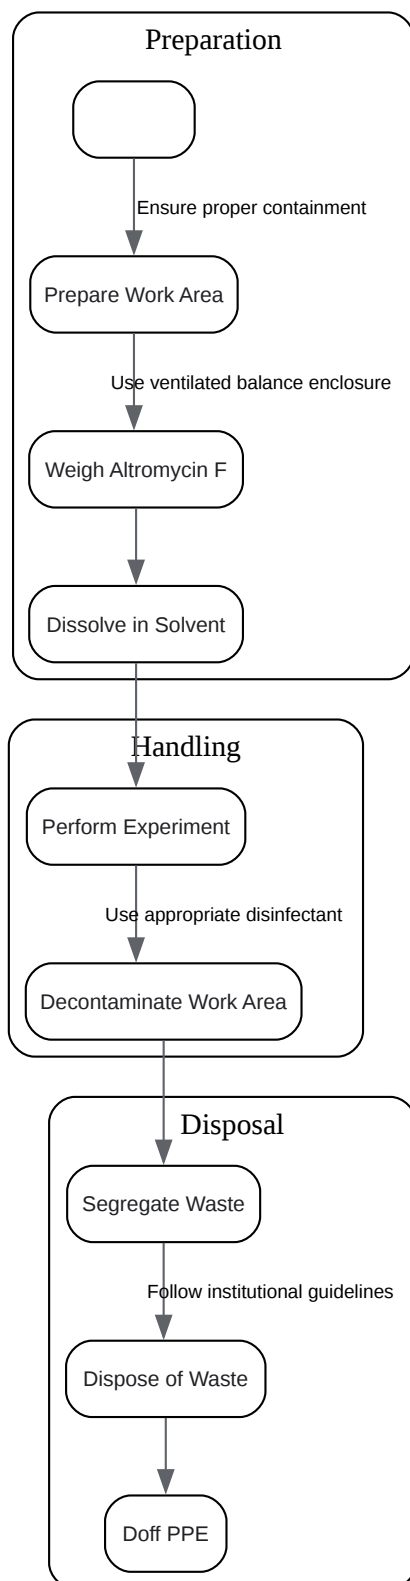 Preparation
Ensure proper containment
Prepare Work Area
Use ventilated balance enclosure
Weigh Altromycin F
Dissolve in Solvent
Handling
Perform Experiment
Use appropriate disinfectant
Decontaminate Work Area
Disposal
Segregate Waste
Follow institutional guidelines
Dispose of Waste
Doff PPE